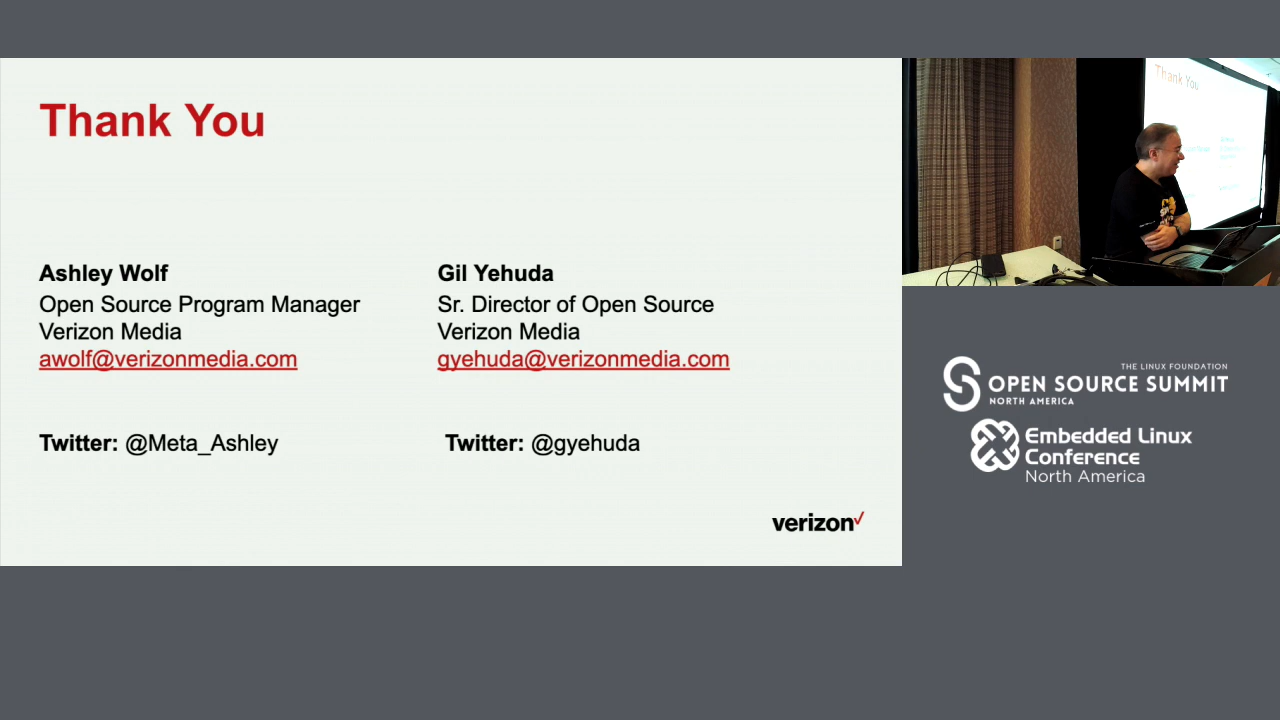 Thank You
Ashley Wolf
Open Source Program Manager
Verizon Media
awolf@verizonmedia.com
Twitter: @Meta_Ashley
Gil Yehuda
Sr. Director of Open Source
Verizon Media
gyehuda@verizonmedia.com
Twitter: @gyehuda
verizon
Thank You
THE LINUX FOUNDATION
OPEN SOURCE SUMMIT
NORTH AMERICA
Embedded Linux
Conference
North America